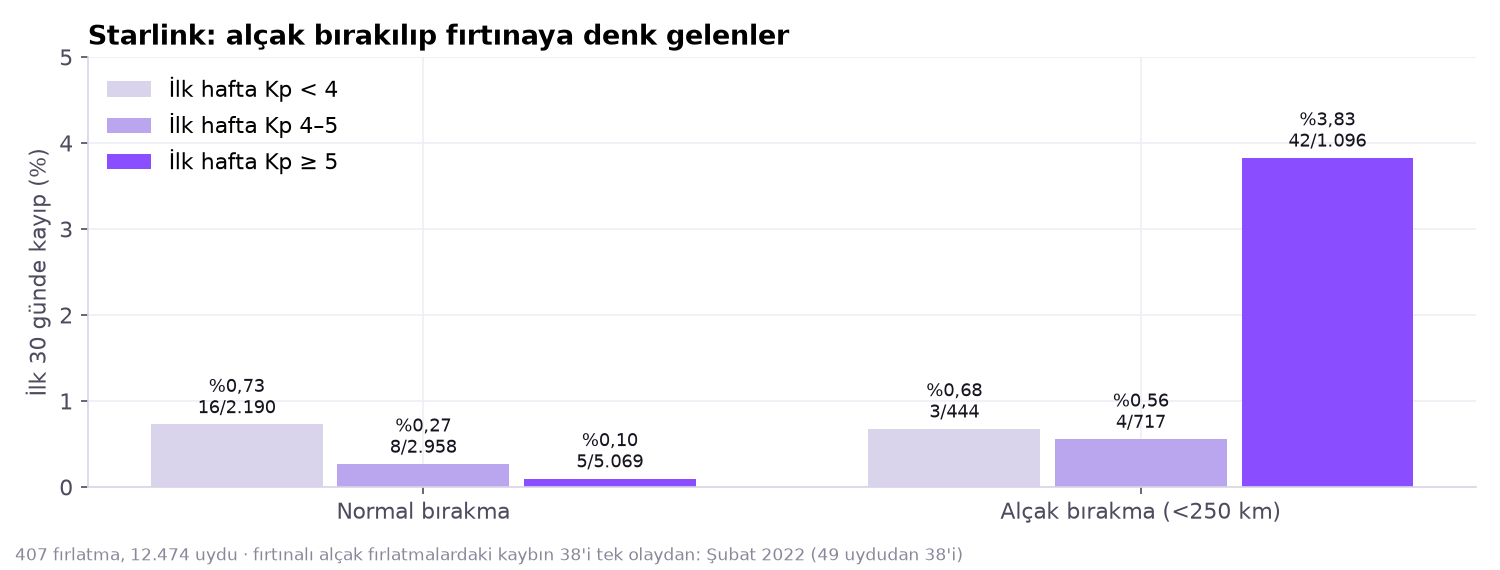 Starlink: alçak bırakılıp fırtınaya denk gelenler
İlk 30 günde kayıp (%)
5
4
3
2
1
0
İlk hafta Kp < 4
İlk hafta Kp 4–5
İlk hafta Kp ≥ 5
%0,73
16/2.190
%0,27
8/2.958
%0,10
5/5.069
%0,68
3/444
%0,56
4/717
%3,83
42/1.096
Normal bırakma
Alçak bırakma (<250 km)
407 fırlatma, 12.474 uydu · fırtınalı alçak fırlatmalardaki kaybın 38'i tek olaydan: Şubat 2022 (49 uydudan 38'i)